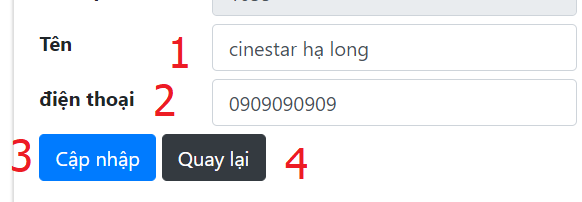 Tên 1 cinestar hạ long
điện thoại 2 0909090909
3 Cập nhập Quay lại 4